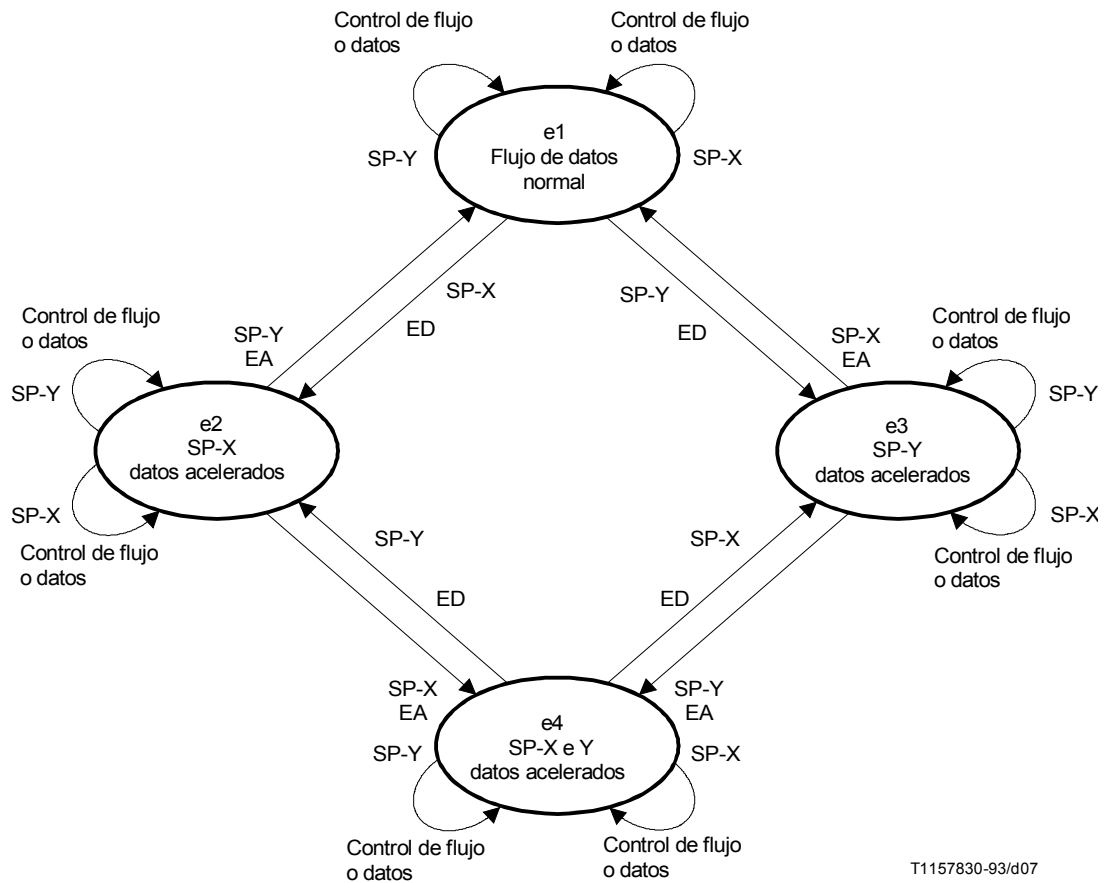 Control de flujo
o datos
Control de flujo
o datos
e1
Flujo de datos
normal
SP-Y
SP-X
SP-X
ED
SP-Y
ED
SP-Y
EA
SP-X
EA
Control de flujo
o datos
SP-Y
e2
SP-X
datos acelerados
SP-X
Control de flujo
o datos
Control de flujo
o datos
SP-Y
e3
SP-Y
datos acelerados
SP-X
Control de flujo
o datos
SP-Y
ED
SP-X
ED
SP-X
EA
SP-Y
EA
SP-Y
e4
SP-X e Y
datos acelerados
SP-X
Control de flujo
o datos
Control de flujo
o datos
T1157830-93/d07